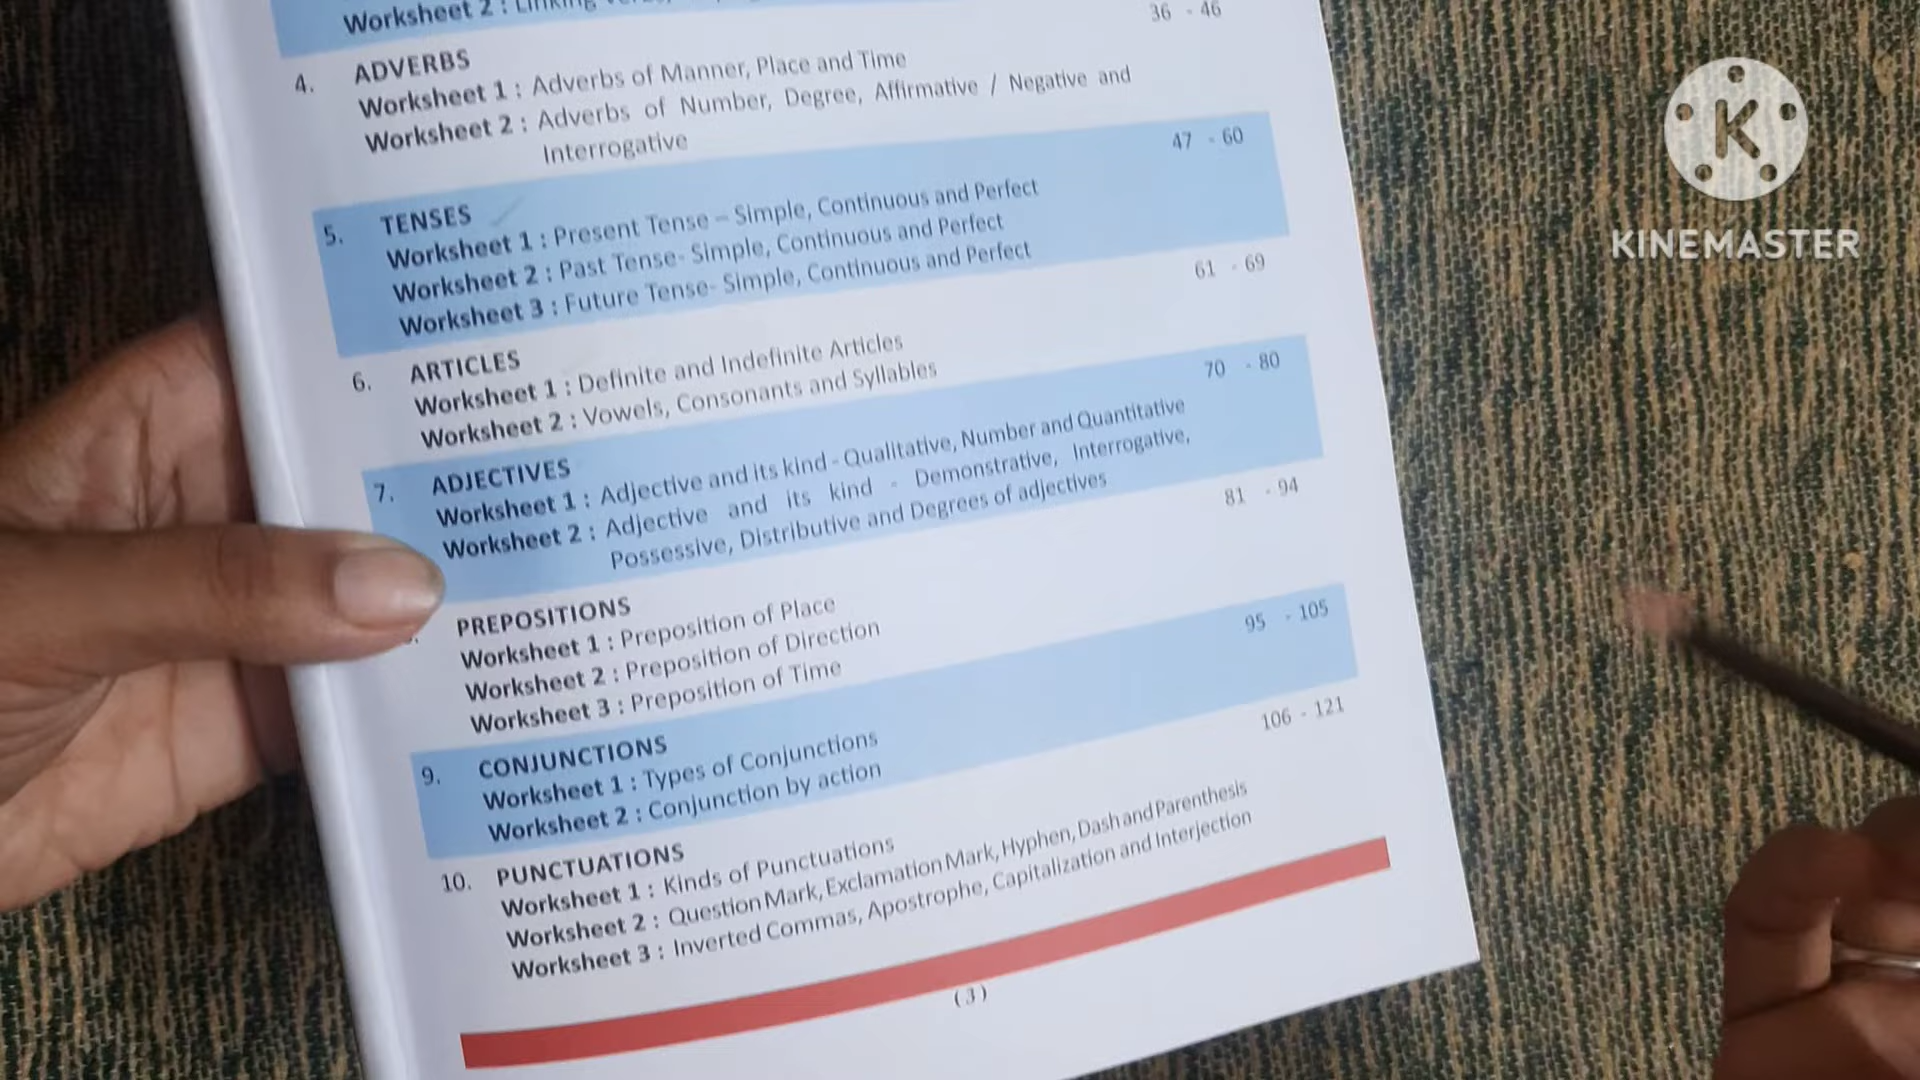 Worksheet 2 : Linking
36 - 46
4. ADVERBS
Worksheet 1 : Adverbs of Manner, Place and Time
Worksheet 2 : Adverbs of Number, Degree, Affirmative / Negative and
Interrogative
47 - 60
5. TENSES
Worksheet 1 : Present Tense – Simple, Continuous and Perfect
Worksheet 2 : Past Tense- Simple, Continuous and Perfect
Worksheet 3 : Future Tense- Simple, Continuous and Perfect
61 - 69
6. ARTICLES
Worksheet 1 : Definite and Indefinite Articles
Worksheet 2 : Vowels, Consonants and Syllables
70 - 80
7. ADJECTIVES
Worksheet 1 : Adjective and its kind - Qualitative, Number and Quantitative
Worksheet 2 : Adjective and its kind - Demonstrative, Interrogative,
Possessive, Distributive and Degrees of adjectives
81 - 94
PREPOSITIONS
Worksheet 1 : Preposition of Place
Worksheet 2 : Preposition of Direction
Worksheet 3 : Preposition of Time
95 - 105
9. CONJUNCTIONS
Worksheet 1 : Types of Conjunctions
Worksheet 2 : Conjunction by action
106 - 121
10. PUNCTUATIONS
Worksheet 1 : Kinds of Punctuations
Worksheet 2 : Question Mark, Exclamation Mark, Hyphen, Dash and Parenthesis
Worksheet 3 : Inverted Commas, Apostrophe, Capitalization and Interjection
(3)
K
KINEMASTER